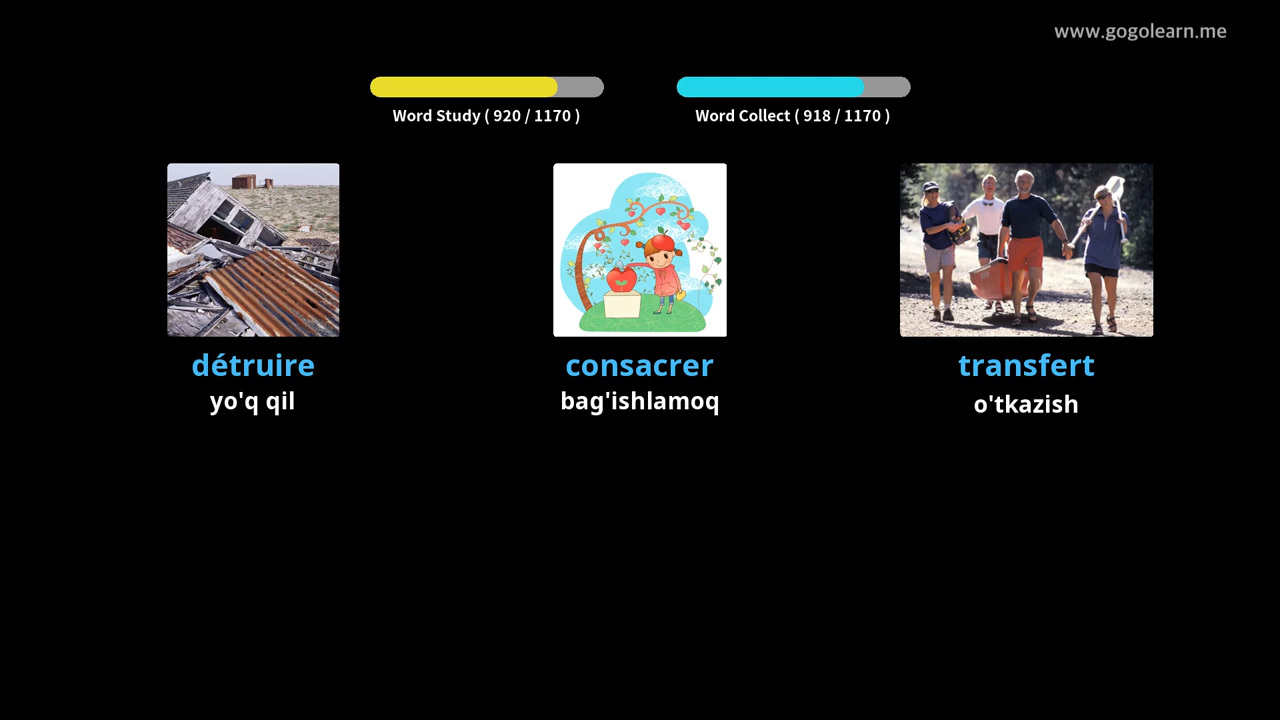 www.gogolearn.me
Word Study ( 920 / 1170 )
Word Collect ( 918 / 1170 )
détruire
yo'q qil
consacrer
bag'ishlamoq
transfert
o'tkazish